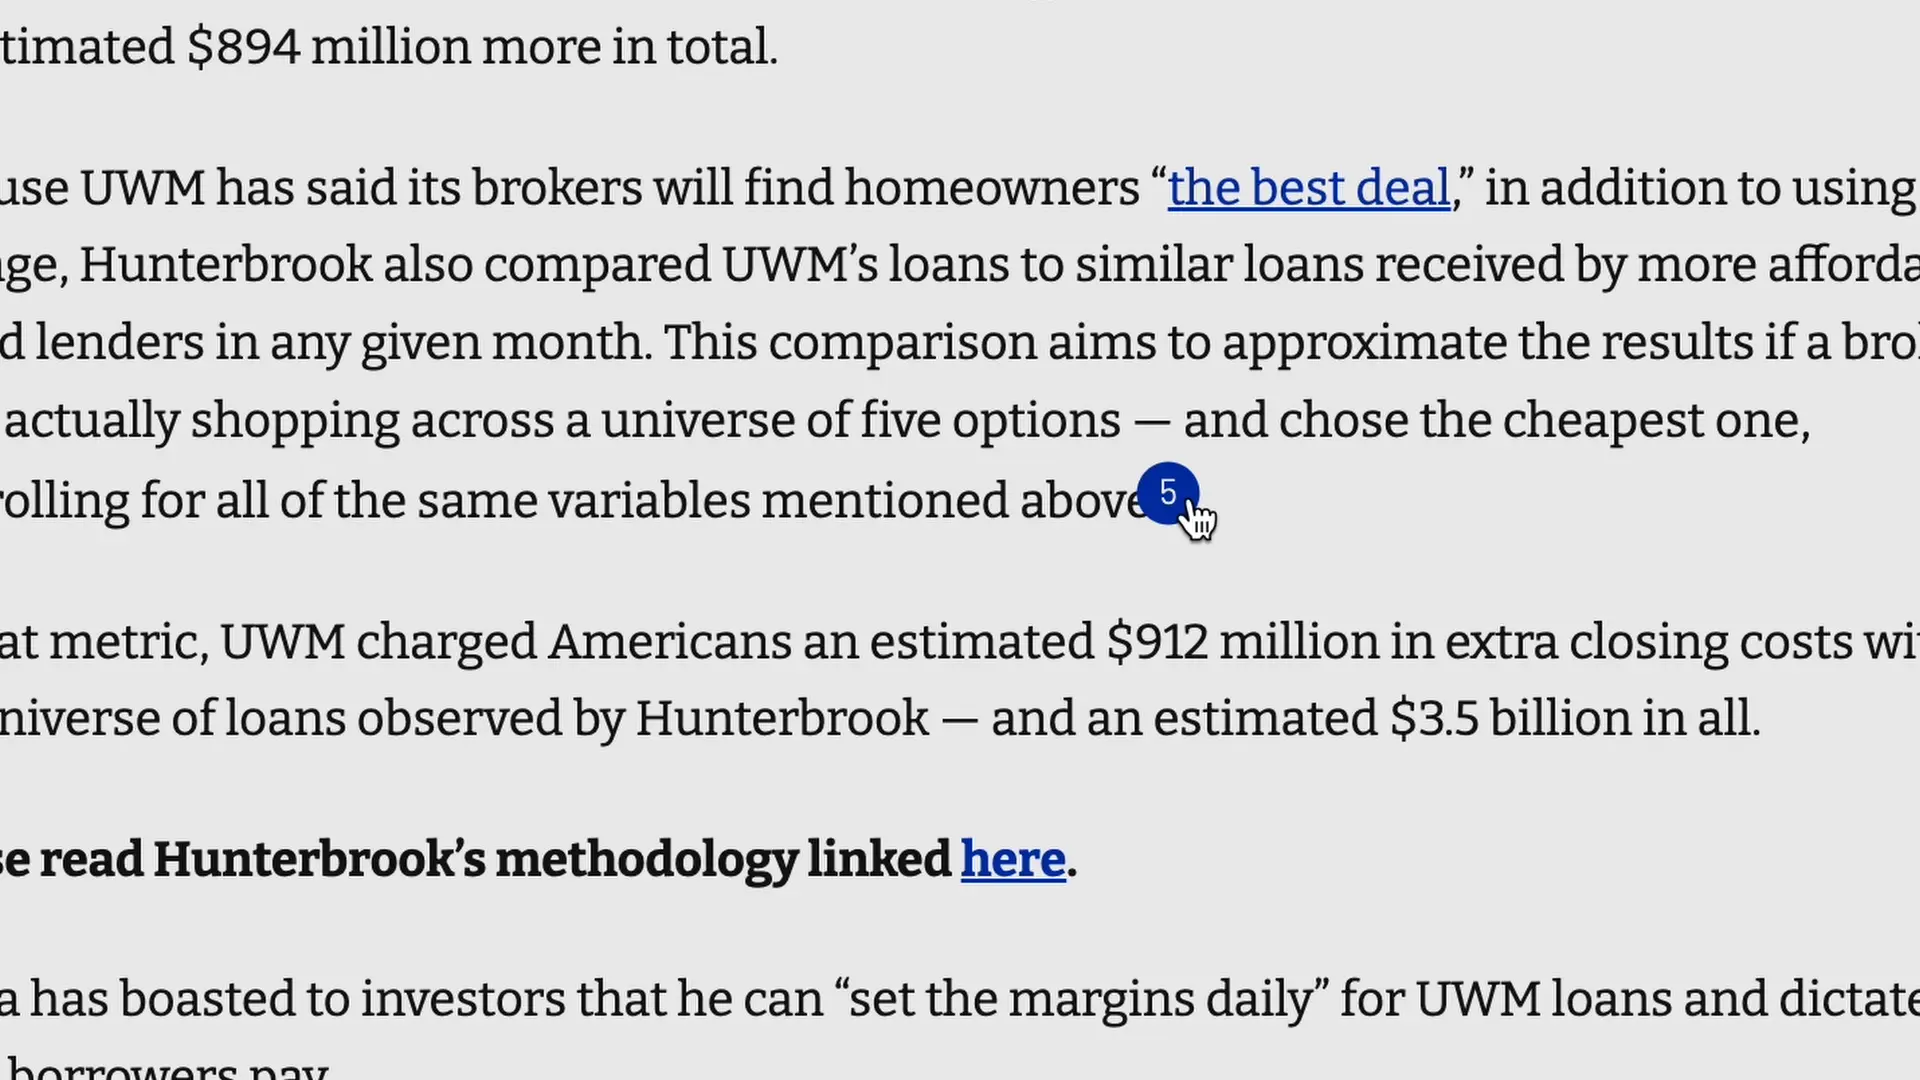 timated $894 million more in total.
use UWM has said its brokers will find homeowners “the best deal,” in addition to using
nge, Hunterbrook also compared UWM’s loans to similar loans received by more afforda
d lenders in any given month. This comparison aims to approximate the results if a bro
actually shopping across a universe of five options — and chose the cheapest one,
rolling for all of the same variables mentioned above 5
at metric, UWM charged Americans an estimated $912 million in extra closing costs wi
niverse of loans observed by Hunterbrook — and an estimated $3.5 billion in all.
se read Hunterbrook’s methodology linked here.
a has boasted to investors that he can “set the margins daily” for UWM loans and dictate
borrowers pay